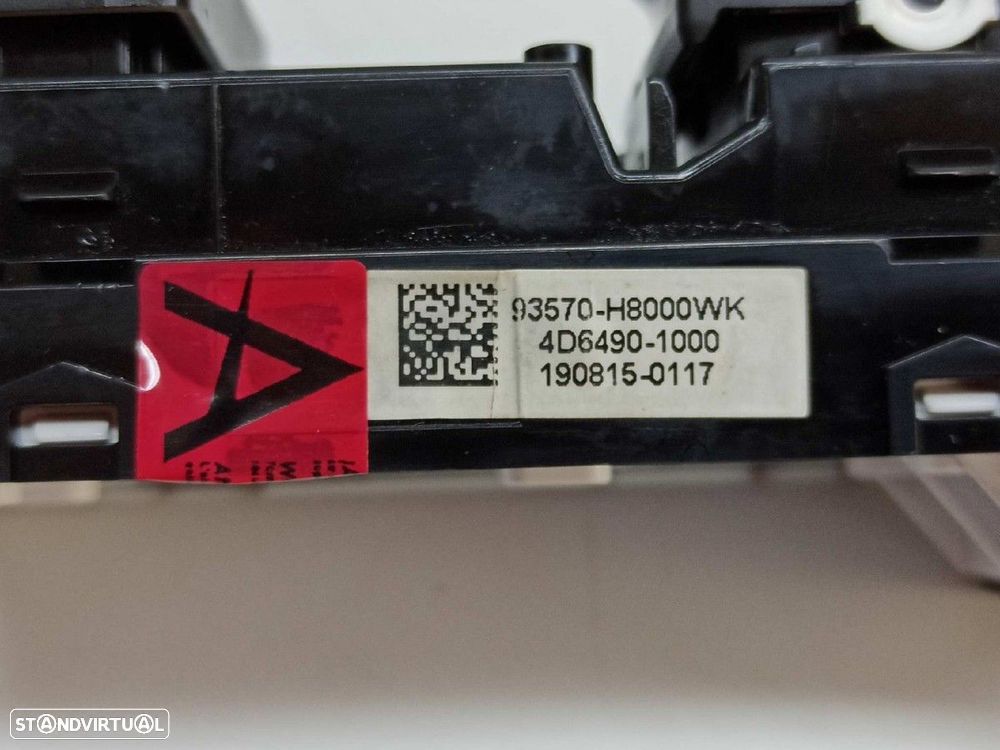 A
93570-H8000WK
4D6490-1000
190815-0117
STANDVIRTUAL